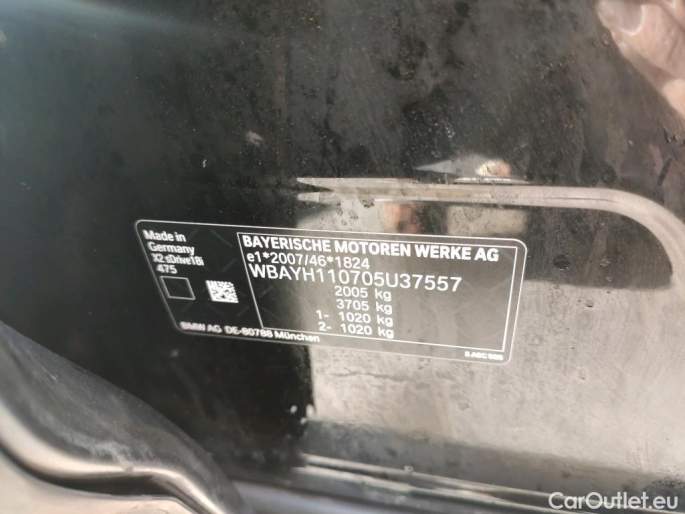 Made in
Germany
X2 sDrive18i
475
BAYERISCHE MOTOREN WERKE AG
e1*2007/46*1824
WBAYH110705U37557
2005 kg
3705 kg
1- 1020 kg
2- 1020 kg
BMW AG DE-80788 München
CarOutlet.eu